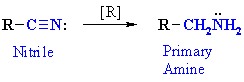 R—C≡N: [R] R—CH₂N̈H₂
Nitrile Primary
Amine